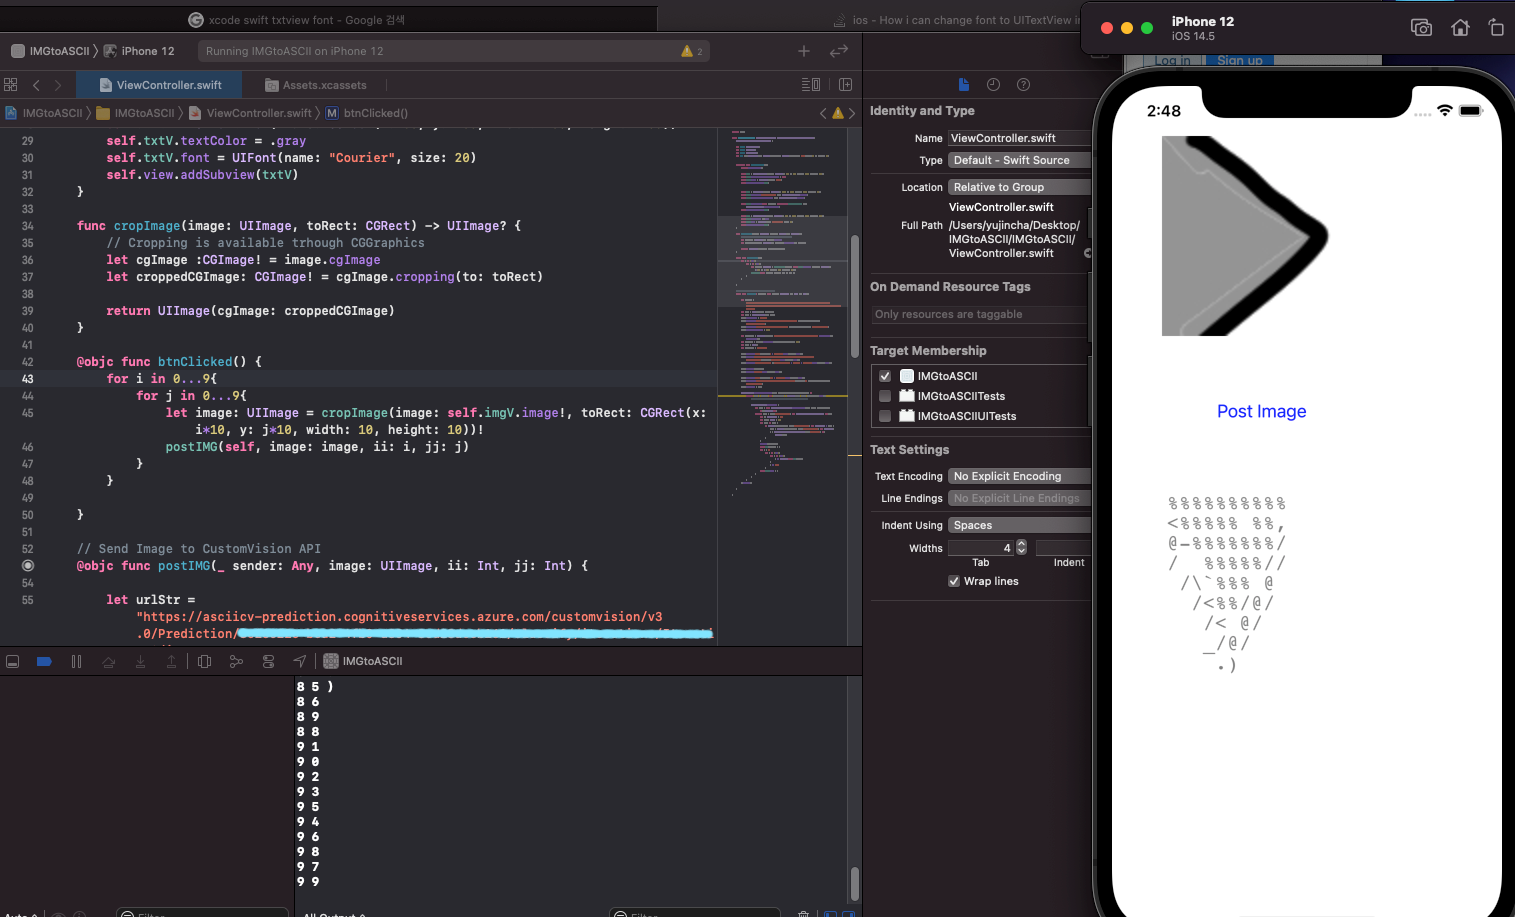 xcode swift txtview font - Google 검색
ios - How i can change font to UITextView in
IMGtoASCII
iPhone 12
Running IMGtoASCII on iPhone 12
2
ViewController.swift
Assets.xcassets
IMGtoASCII
IMGtoASCII
ViewController.swift
M
btnClicked()
29 self.txtV.textColor = .gray
30 self.txtV.font = UIFont(name: "Courier", size: 20)
31 self.view.addSubview(txtV)
32 }
33
34 func cropImage(image: UIImage, toRect: CGRect) -> UIImage? {
35 // Cropping is available trhough CGGraphics
36 let cgImage :CGImage! = image.cgImage
37 let croppedCGImage: CGImage! = cgImage.cropping(to: toRect)
38
39 return UIImage(cgImage: croppedCGImage)
40 }
41
42 @objc func btnClicked() {
43 for i in 0...9{
44 for j in 0...9{
45 let image: UIImage = cropImage(image: self.imgV.image!, toRect: CGRect(x:
i*10, y: j*10, width: 10, height: 10))!
46 postIMG(self, image: image, ii: i, jj: j)
47 }
48 }
49
50 }
51
52 // Send Image to CustomVision API
@objc func postIMG(_ sender: Any, image: UIImage, ii: Int, jj: Int) {
54
55 let urlStr =
"https://asciicv-prediction.cognitiveservices.azure.com/customvision/v3
.0/Prediction/
IMGtoASCII
8 5 )
8 6
8 9
8 8
9 1
9 0
9 2
9 3
9 5
9 4
9 6
9 8
9 7
9 9
Auto
Filter
All Output
Filter
Identity and Type
Name ViewController.swift
Type Default - Swift Source
Location Relative to Group
ViewController.swift
Full Path /Users/yujincha/Desktop/
IMGtoASCII/IMGtoASCII/
ViewController.swift
On Demand Resource Tags
Only resources are taggable
Target Membership
IMGtoASCII
IMGtoASCIITests
IMGtoASCIIUITests
Text Settings
Text Encoding No Explicit Encoding
Line Endings No Explicit Line Endings
Indent Using Spaces
Widths 4
Tab Indent
Wrap lines
iPhone 12
iOS 14.5
Log in Sign up
2:48
Post Image
%%%%%%%%%%
<%%%%% %%,
@-%%%%%%%/
/  %%%%%//
 /\`%%% @
  /<%%/@/
   /< @/
   _/@/
    .)